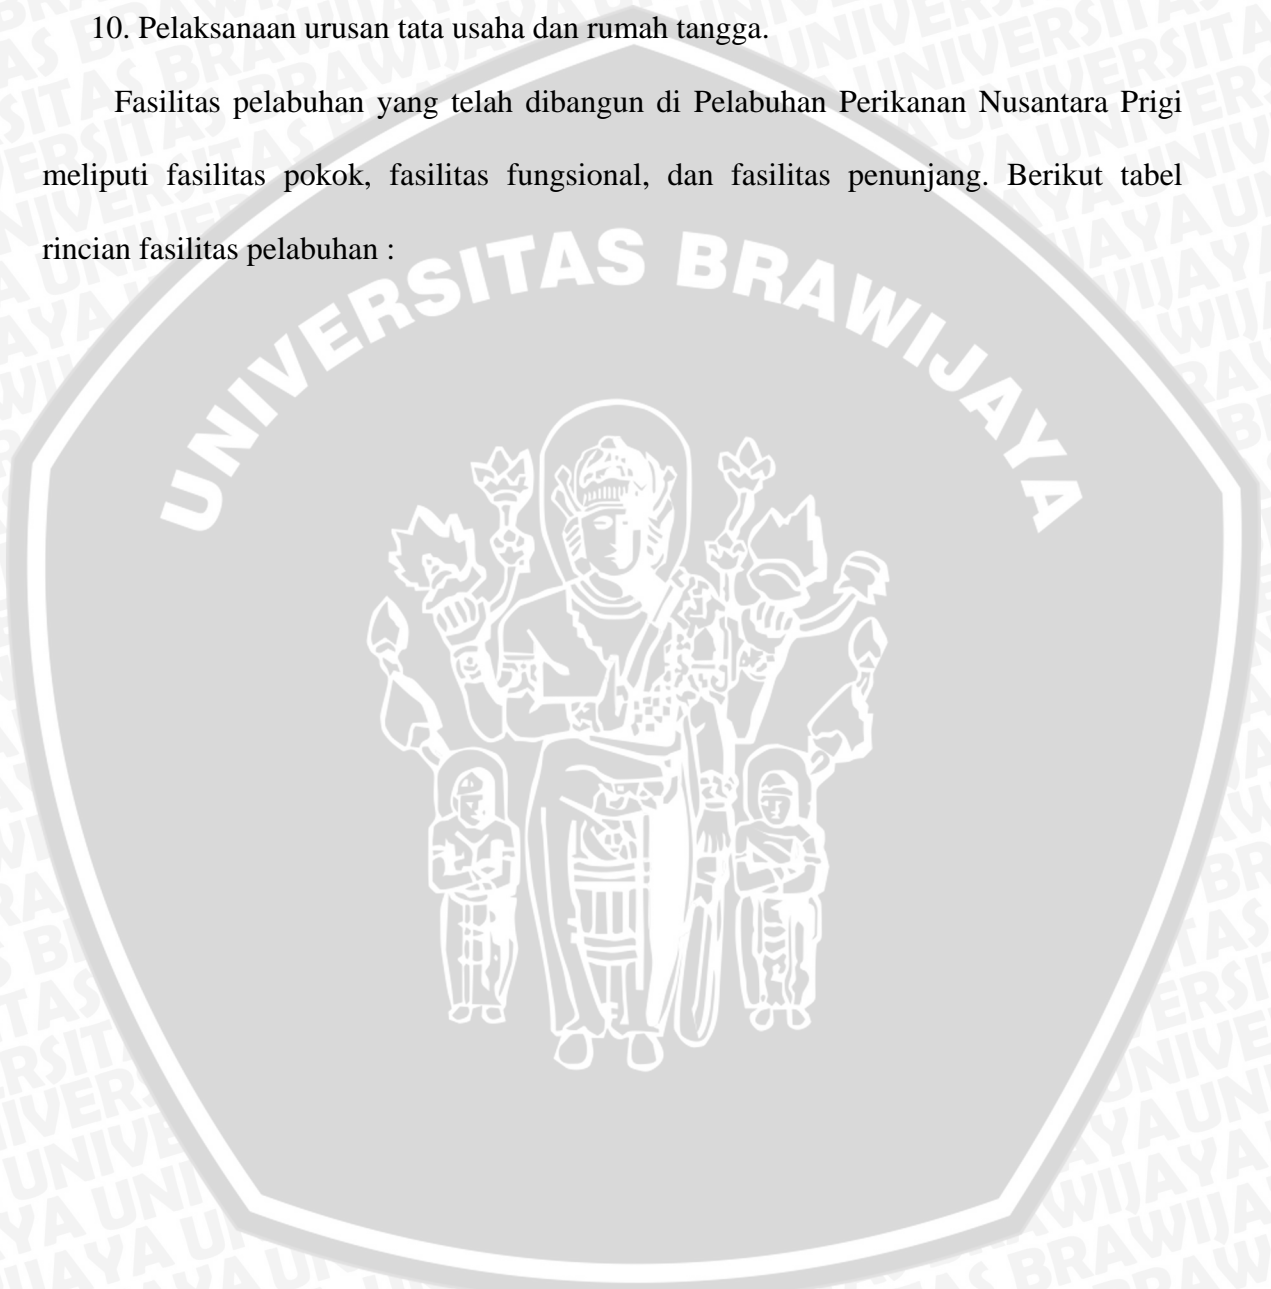 10. Pelaksanaan urusan tata usaha dan rumah tangga.
Fasilitas pelabuhan yang telah dibangun di Pelabuhan Perikanan Nusantara Prigi
meliputi fasilitas pokok, fasilitas fungsional, dan fasilitas penunjang. Berikut tabel
rincian fasilitas pelabuhan :
UNIVERSITAS BRAWIJAYA